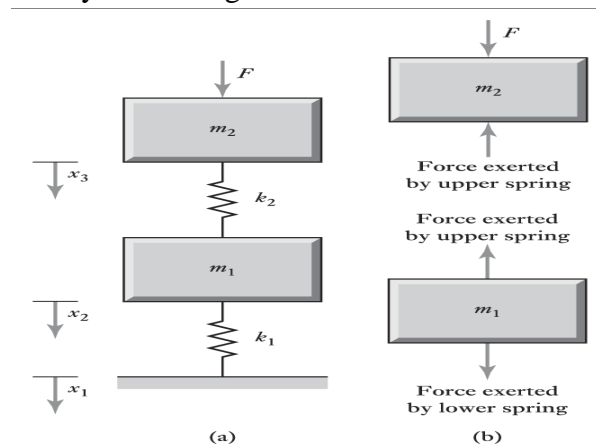 F
m2
x3
k2
m1
x2
k1
x1
(a)
F
m2
Force exerted
by upper spring
Force exerted
by upper spring
m1
Force exerted
by lower spring
(b)